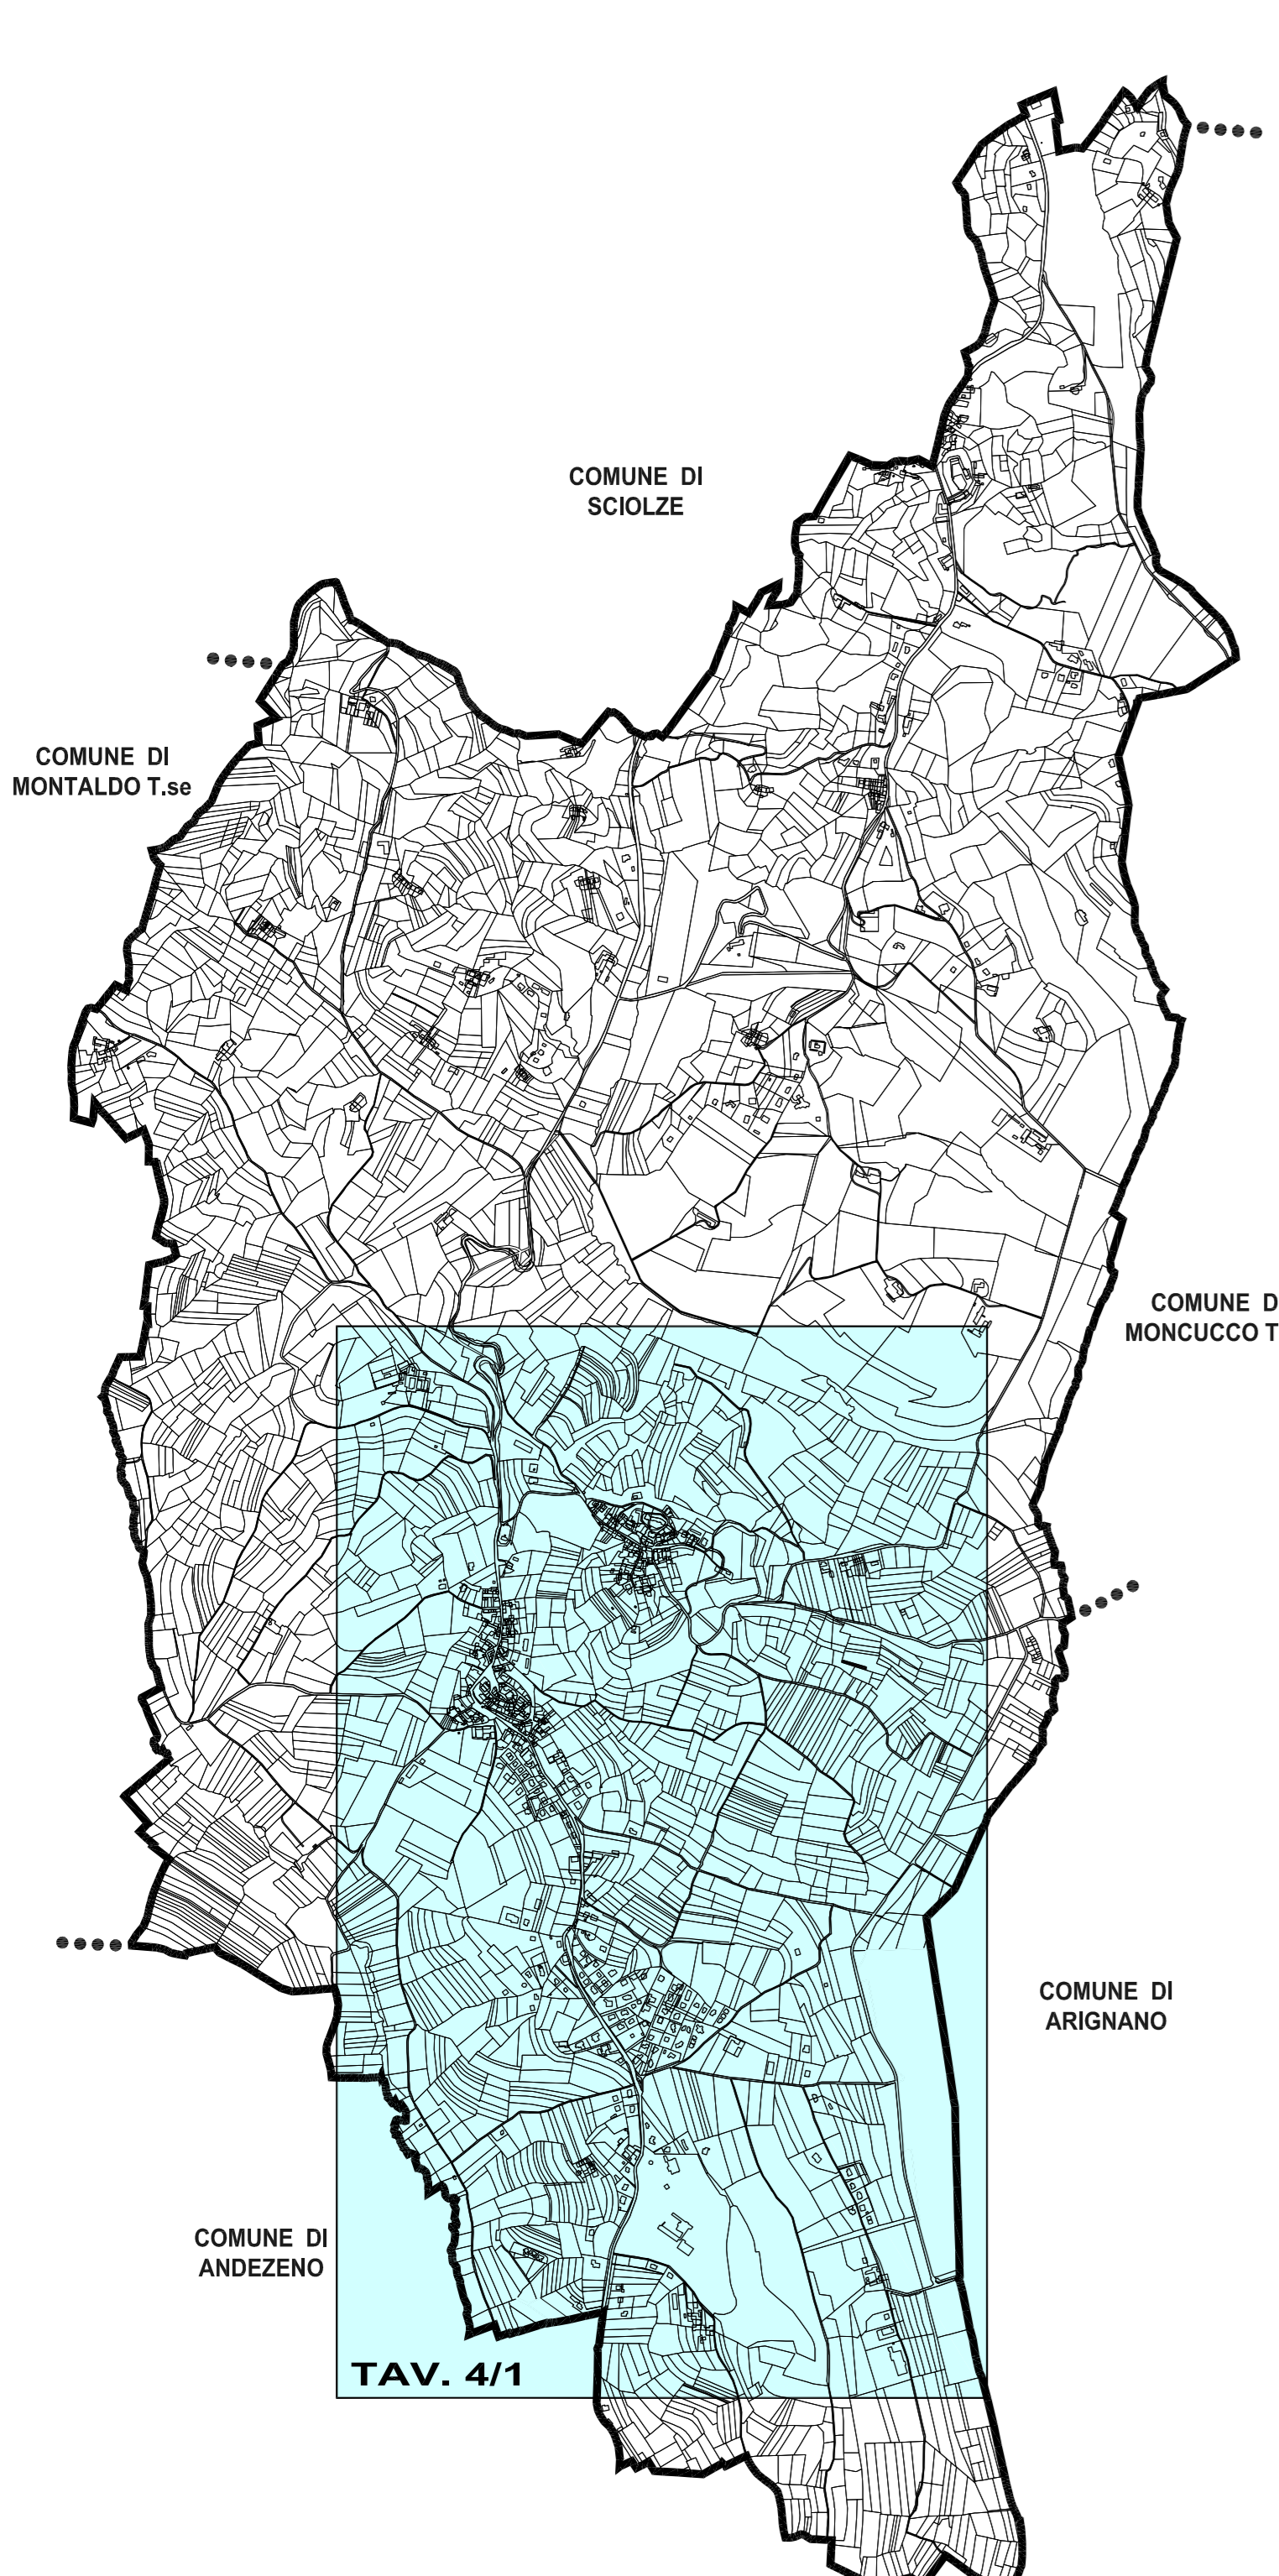 COMUNE DI
SCIOLZE
COMUNE DI
MONTALDO T.se
COMUNE D
MONCUCCO T
COMUNE DI
ARIGNANO
COMUNE DI
ANDEZENO
TAV. 4/1